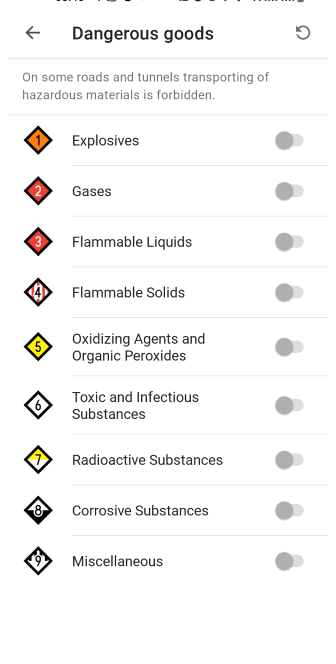 Dangerous goods
On some roads and tunnels transporting of
hazardous materials is forbidden.
1 Explosives
2 Gases
3 Flammable Liquids
4 Flammable Solids
5 Oxidizing Agents and
Organic Peroxides
6 Toxic and Infectious
Substances
7 Radioactive Substances
8 Corrosive Substances
9 Miscellaneous